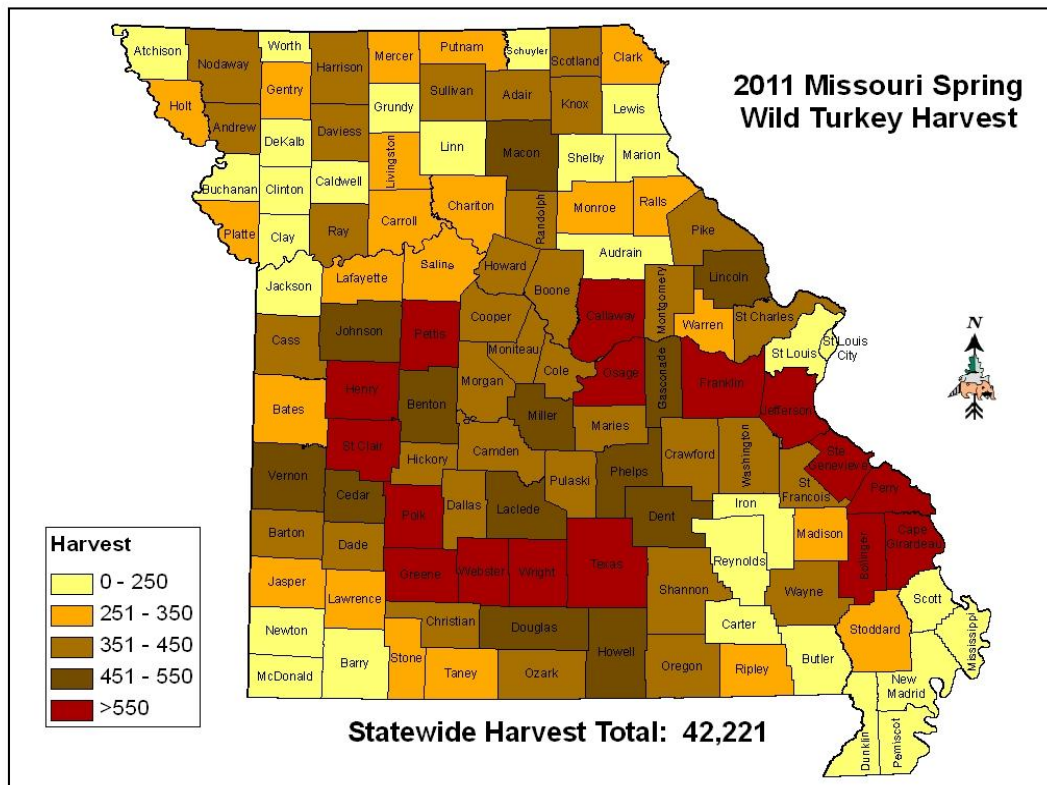 2011 Missouri Spring
Wild Turkey Harvest
Atchison
Nodaway
Worth
Harrison
Mercer
Putnam
Schuyler
Scotland
Clark
Holt
Gentry
Sullivan
Adair
Knox
Lewis
Andrew
DeKalb
Daviess
Grundy
Linn
Macon
Shelby
Marion
Buchanan
Clinton
Caldwell
Livingston
Chariton
Randolph
Monroe
Ralls
Platte
Clay
Ray
Carroll
Audrain
Pike
Jackson
Lafayette
Saline
Howard
Boone
Callaway
Montgomery
Lincoln
Cass
Johnson
Pettis
Cooper
Moniteau
Cole
Osage
Gasconade
Warren
St Charles
St Louis
St Louis
City
Franklin
Jefferson
Bates
Henry
Benton
Morgan
Miller
Maries
St Clair
Hickory
Camden
Pulaski
Phelps
Crawford
Washington
St
Francois
Ste.
Genevieve
Perry
Vernon
Cedar
Polk
Dallas
Laclede
Dent
Iron
Madison
Bollinger
Cape
Girardeau
Barton
Dade
Greene
Webster
Wright
Texas
Reynolds
Shannon
Wayne
Jasper
Lawrence
Christian
Douglas
Howell
Carter
Stoddard
Scott
Mississippi
Newton
McDonald
Barry
Stone
Taney
Ozark
Oregon
Ripley
Butler
New
Madrid
Dunklin
Pemiscot
N
Harvest
0 - 250
251 - 350
351 - 450
451 - 550
>550
Statewide Harvest Total: 42,221